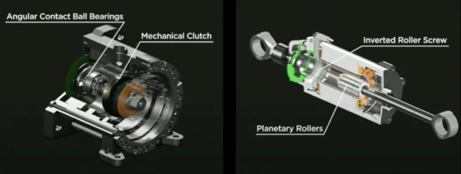 Angular Contact Ball Bearings
Mechanical Clutch
Inverted Roller Screw
Planetary Rollers